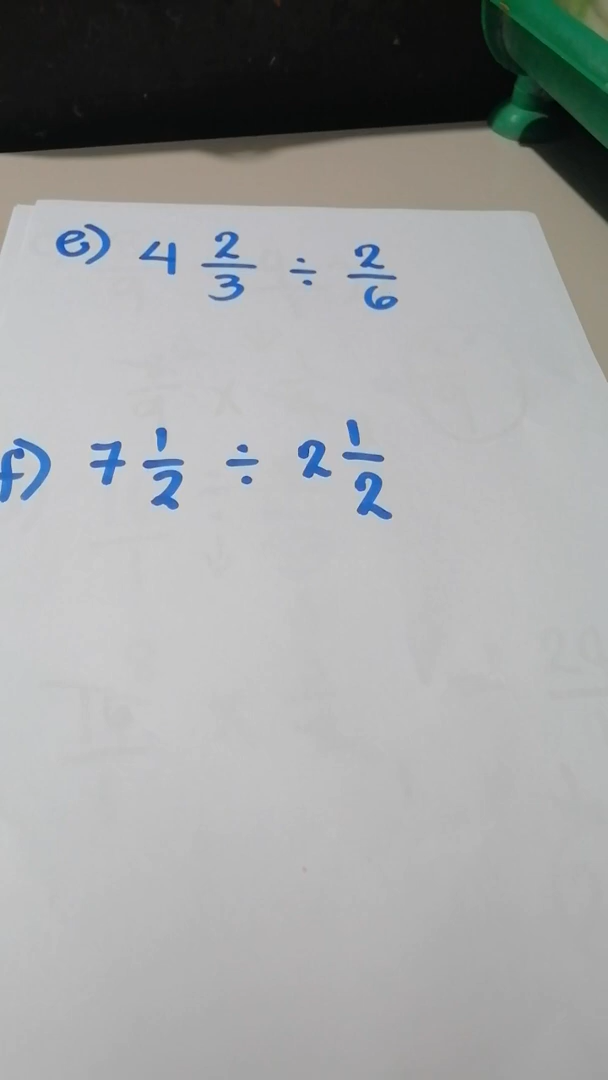 e) 4 2/3 ÷ 2/6
f) 7 1/2 ÷ 2 1/2